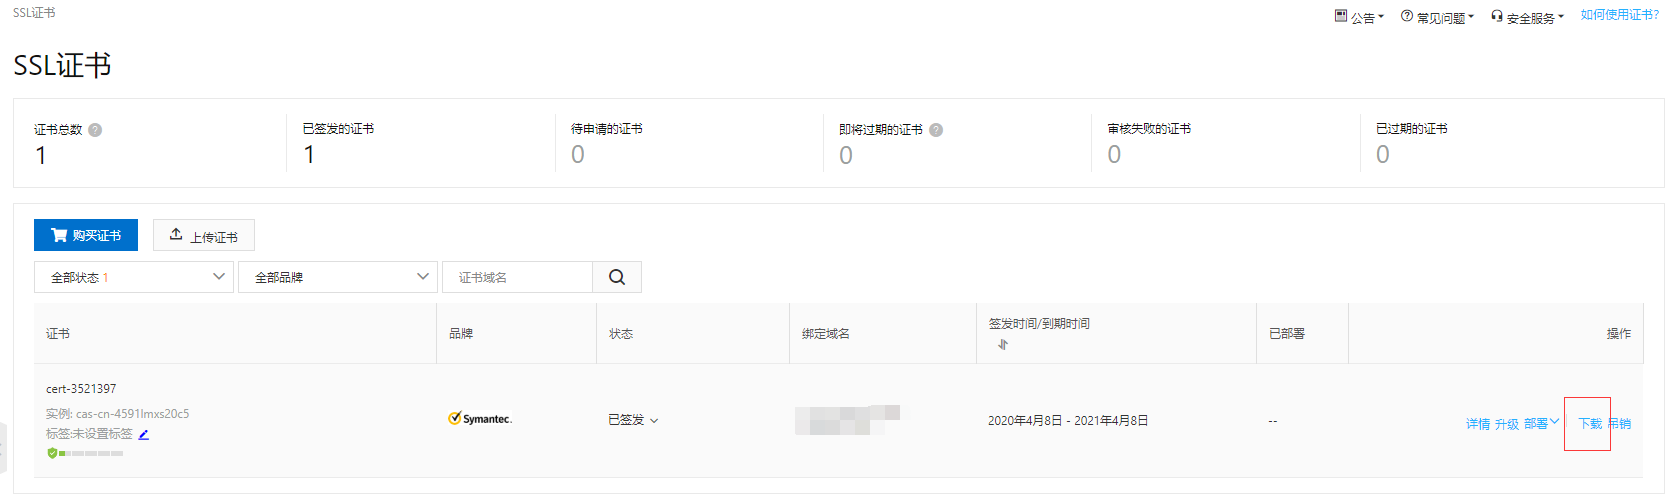 SSL证书
公告 常见问题 安全服务 如何使用证书?
SSL证书
证书总数 已签发的证书 待申请的证书 即将过期的证书 审核失败的证书 已过期的证书
1 1 0 0 0 0
购买证书 上传证书
全部状态 1 全部品牌 证书域名
证书 品牌 状态 绑定域名 签发时间/到期时间 已部署 操作
cert-3521397
实例: cas-cn-4591lmxs20c5
标签:未设置标签
Symantec. 已签发 2020年4月8日 - 2021年4月8日 -- 详情 升级 部署 下载 吊销